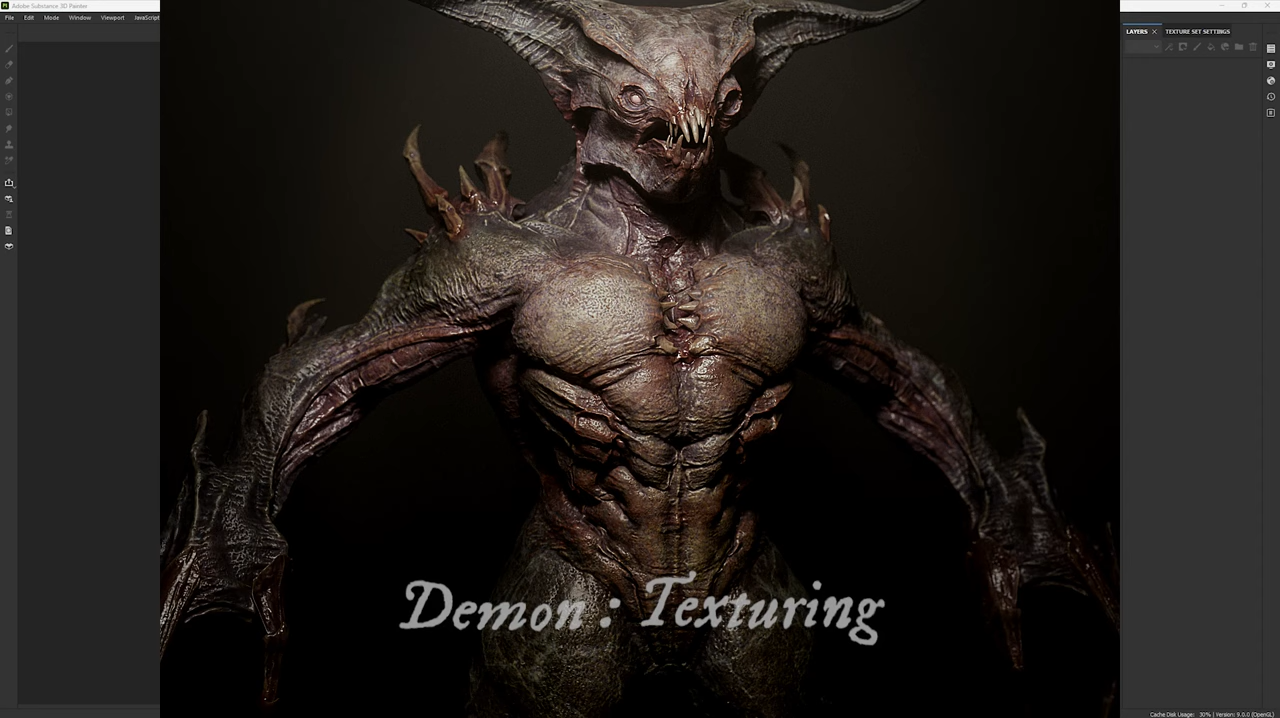 Adobe Substance 3D Painter
File Edit Mode Window Viewport JavaScript
LAYERS TEXTURE SET SETTINGS
Demon : Texturing
Cache Disk Usage: 30% | Version: 9.0.0 (OpenGL)